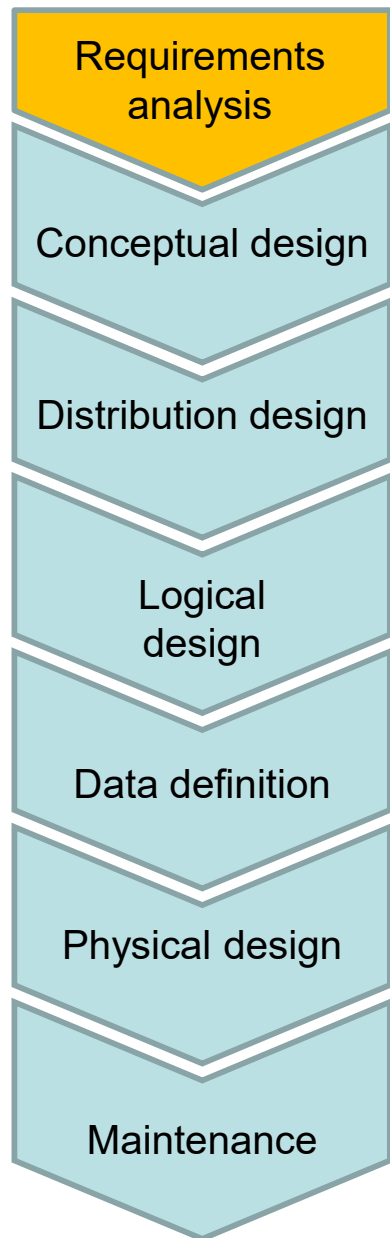 Requirements
analysis
Conceptual design
Distribution design
Logical
design
Data definition
Physical design
Maintenance